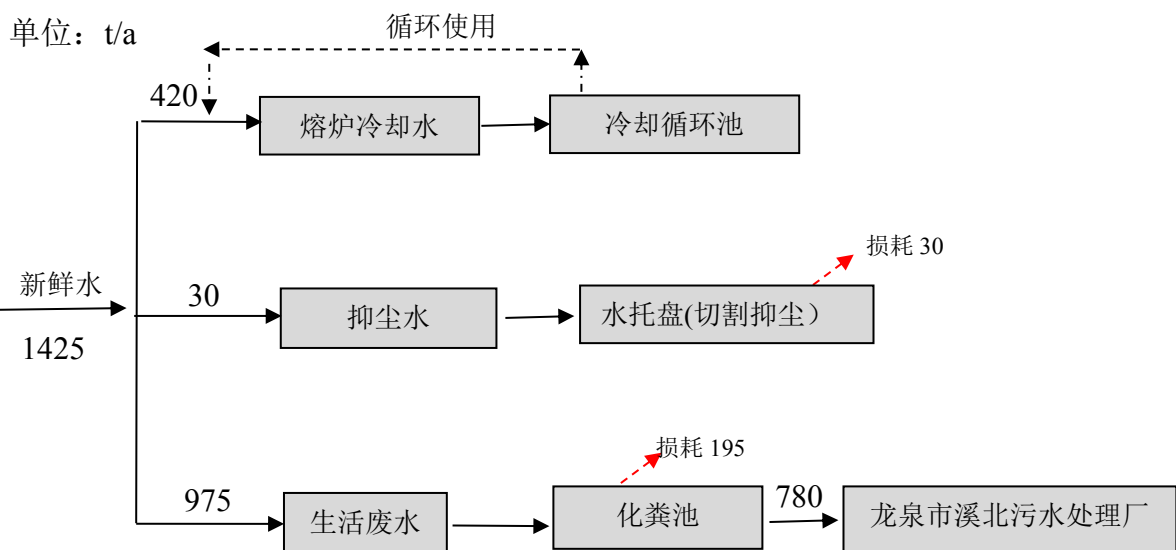 单位：t/a
循环使用
420
熔炉冷却水
冷却循环池
损耗 30
新鲜水
30
抑尘水
水托盘(切割抑尘）
1425
损耗 195
975
生活废水
化粪池
780
龙泉市溪北污水处理厂